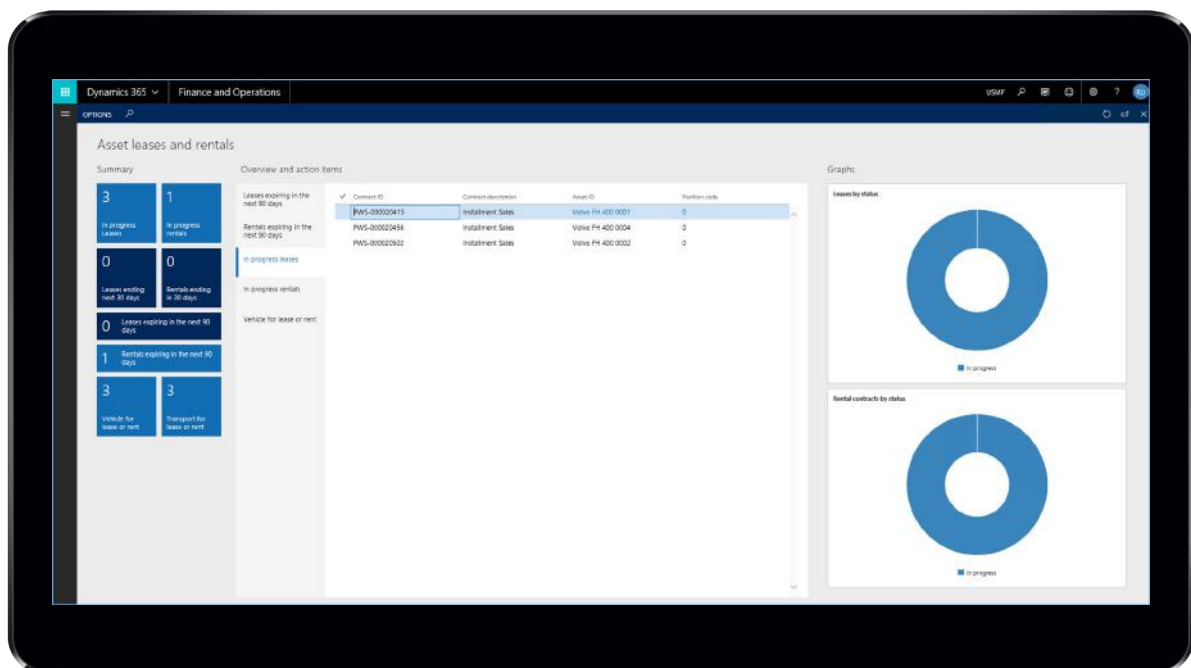 Dynamics 365
Finance and Operations
USMF
?
RU
OPTIONS
Asset leases and rentals
Summary
3
In progress
Leases
1
In progress
rentals
0
Leases ending
next 30 days
0
Rentals ending
in 30 days
0
Leases expiring in the next 90
days
1
Rentals expiring in the next 90
days
3
Vehicle for
lease or rent
3
Transport for
lease or rent
Overview and action items
Leases expiring in the
next 90 days
Rentals expiring in the
next 90 days
In progress leases
In progress rentals
Vehicle for lease or rent
Contract ID Contract description Asset ID Position code
PWS-000020413 Installment Sales Volvo FH 400 0001 0
PWS-000020456 Installment Sales Volvo FH 400 0004 0
PWS-000020502 Installment Sales Volvo FH 400 0002 0
Graphs
Leases by status
In progress
Rental contracts by status
In progress